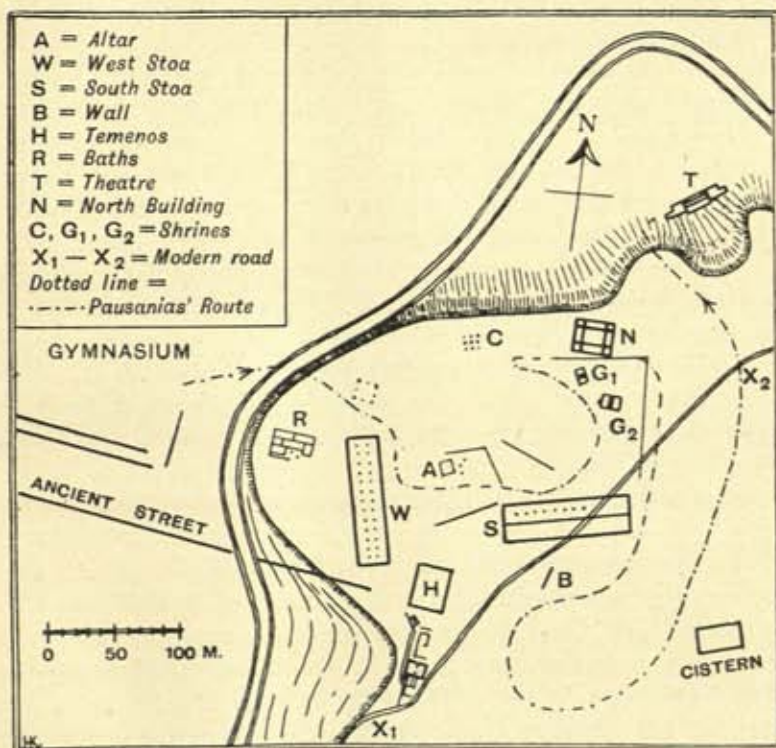 A = Altar
W = West Stoa
S = South Stoa
B = Wall
H = Temenos
R = Baths
T = Theatre
N = North Building
C, G₁, G₂ = Shrines
X₁ — X₂ = Modern road
Dotted line =
Pausanias' Route
N
T
GYMNASIUM
C
N
G₁
X₂
G₂
R
A
ANCIENT STREET
W
S
H
B
0 50 100 M.
CISTERN
X₁